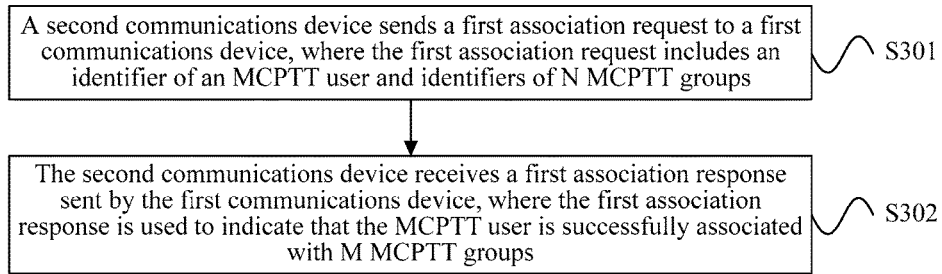 A second communications device sends a first association request to a first
communications device, where the first association request includes an
identifier of an MCPTT user and identifiers of N MCPTT groups
S301
The second communications device receives a first association response
sent by the first communications device, where the first association
response is used to indicate that the MCPTT user is successfully associated
with M MCPTT groups
S302